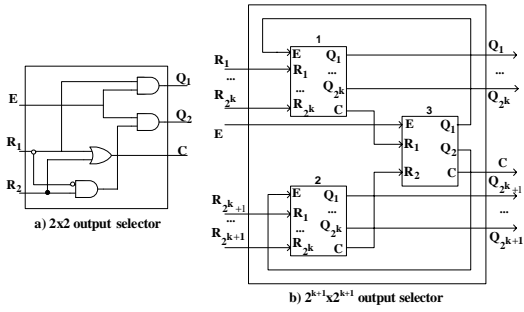 E
R1
R2
Q1
Q2
C
a) 2x2 output selector
R1
...
R2k
E
R2k+1
...
R2k+1
1
E
R1
...
R2k
Q1
...
Q2k
C
2
E
R1
...
R2k
Q1
...
Q2k
C
3
E
R1
R2
Q1
Q2
C
Q1
...
Q2k
C
Q2k+1
...
Q2k+1
b) 2k+1x2k+1 output selector